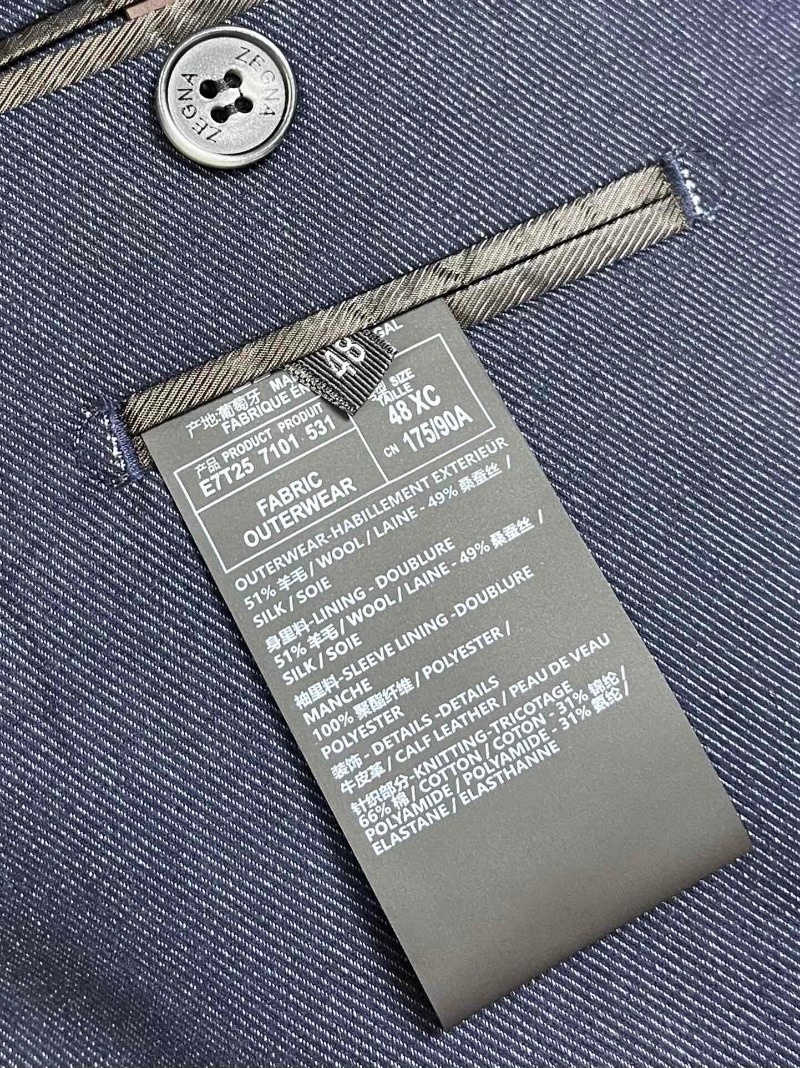 ZEGNA
ZEGNA
48
产地:葡萄牙
产品 PRODUCT PRODUIT
E7T25 7101 531
FABRIC
OUTERWEAR
SIZE
TAILLE
48 XC
CN 175/90A
OUTERWEAR-HABILLEMENT EXTERIEUR
51% 羊毛/WOOL / LAINE - 49% 桑蚕丝 /
SILK / SOIE
身里料-LINING - DOUBLURE
51% 羊毛/WOOL / LAINE - 49% 桑蚕丝 /
SILK / SOIE
袖里料-SLEEVE LINING -DOUBLURE
MANCHE
100% 聚酯纤维 / POLYESTER /
POLYESTER
装饰 - DETAILS -DETAILS
牛皮革 / CALF LEATHER / PEAU DE VEAU
针织部分-KNITTING-TRICOTAGE
66% 棉/ COTTON / COTON - 31% 锦纶/
POLYAMIDE / POLYAMIDE - 31% 氨纶/
ELASTANE / ELASTHANNE